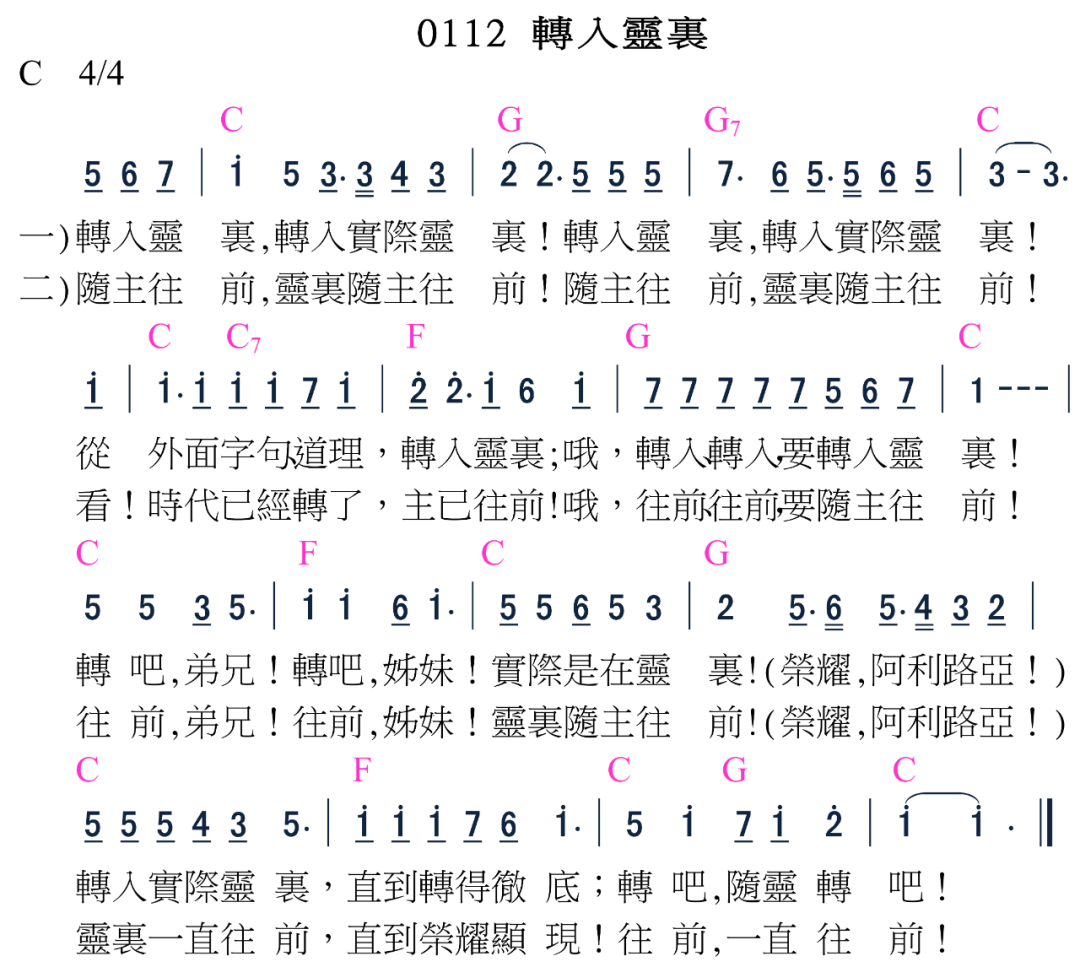 0112 轉入靈裏
C 4/4
C G G7 C
5 6 7 | i 5 3· 3 4 3 | 2 2· 5 5 5 | 7· 6 5· 5 6 5 | 3 - 3·
一)轉入靈 裏,轉入實際靈 裏！轉入靈 裏,轉入實際靈 裏！
二)隨主往 前,靈裏隨主往 前！隨主往 前,靈裏隨主往 前！
C C7 F G C
i | i· i i i 7 i | 2̇ 2̇· i 6 i | 7 7 7 7 7 5 6 7 | 1 - - - |
從 外面字句、道理，轉入靈裏;哦，轉入、轉入,要轉入靈 裏！
看！時代已經轉了，主已往前!哦，往前、往前,要隨主往 前！
C F C G
5 5 3 5· | i i 6 i· | 5 5 6 5 3 | 2 5· 6 5· 4 3 2 |
轉 吧,弟兄！轉吧,姊妹！實際是在靈 裏!(榮耀,阿利路亞！)
往 前,弟兄！往前,姊妹！靈裏隨主往 前!(榮耀,阿利路亞！)
C F C G C
5 5 5 4 3 5· | i i i 7 6 i· | 5 i 7 i 2̇ | i i · ‖
轉入實際靈 裏，直到轉得徹 底；轉 吧,隨靈 轉 吧！
靈裏一直往 前，直到榮耀顯 現！往 前,一直 往 前！